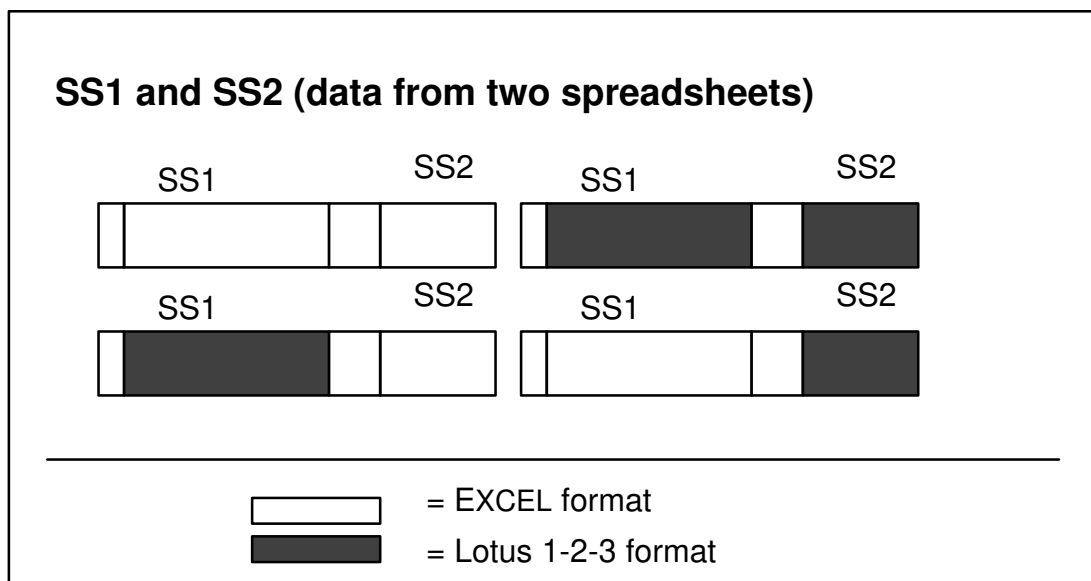 SS1 and SS2 (data from two spreadsheets)
SS1 SS2 SS1 SS2
SS1 SS2 SS1 SS2
= EXCEL format
= Lotus 1-2-3 format